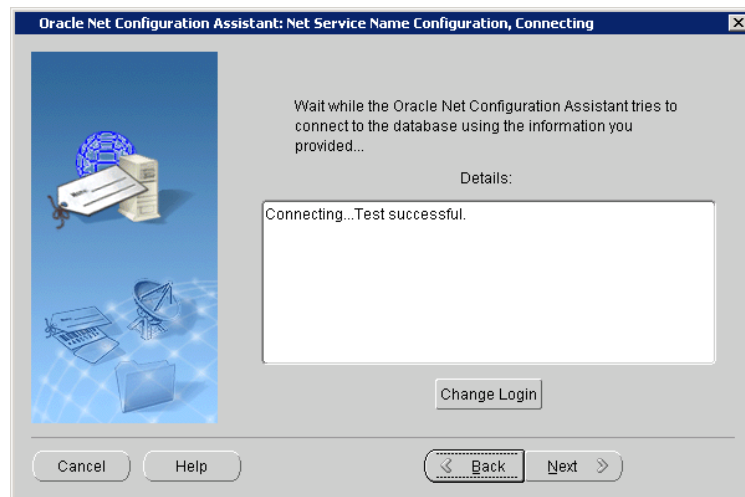 Oracle Net Configuration Assistant: Net Service Name Configuration, Connecting
Wait while the Oracle Net Configuration Assistant tries to
connect to the database using the information you
provided...
Details:
Connecting...Test successful.
Change Login
Cancel
Help
Back
Next